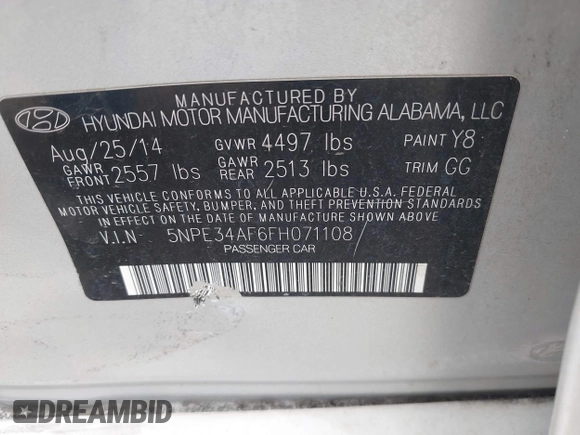 MANUFACTURED BY
HYUNDAI MOTOR MANUFACTURING ALABAMA, LLC
Aug/25/14 GVWR 4497 lbs PAINT Y8
GAWR FRONT 2557 lbs GAWR REAR 2513 lbs TRIM GG
THIS VEHICLE CONFORMS TO ALL APPLICABLE U.S.A. FEDERAL
MOTOR VEHICLE SAFETY, BUMPER, AND THEFT PREVENTION STANDARDS
IN EFFECT ON THE DATE OF MANUFACTURE SHOWN ABOVE
V.I.N 5NPE34AF6FH071108
PASSENGER CAR
DREAMBID